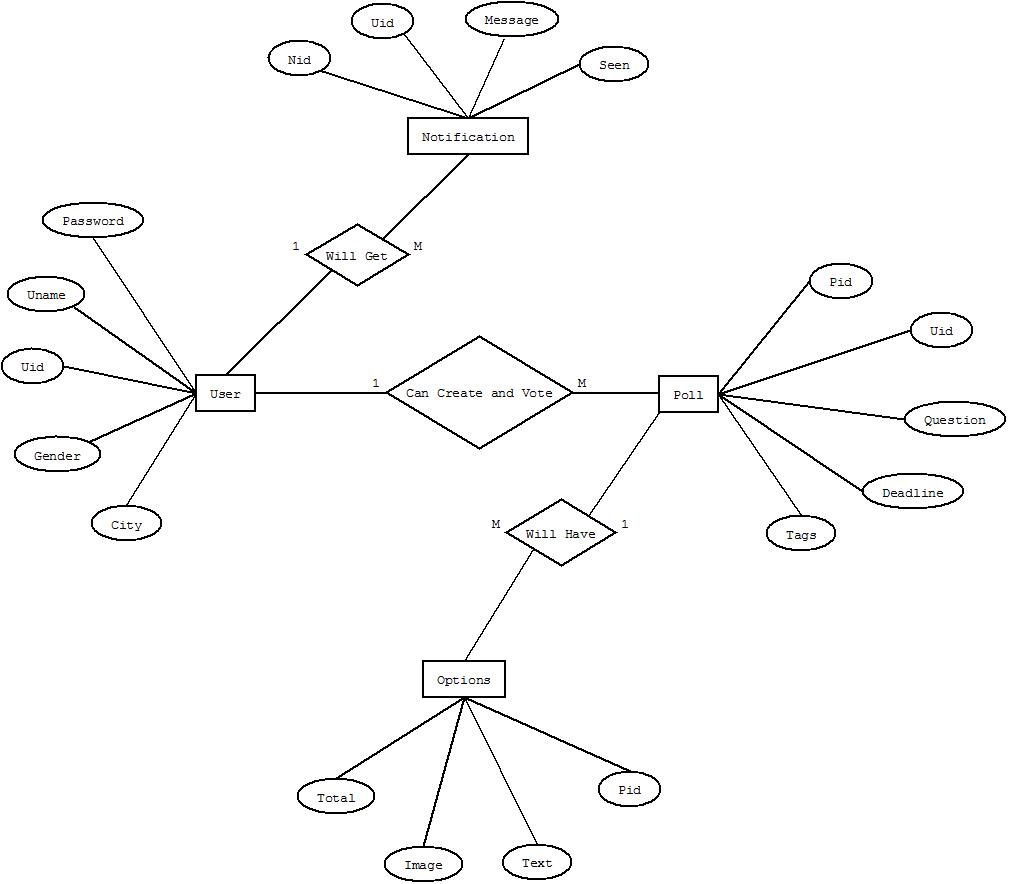 Message
Uid
Nid
Seen
Notification
Password
1
M
Will Get
Pid
Uname
Uid
Uid
1
M
User
Can Create and Vote
Poll
Question
Gender
Deadline
City
M
1
Will Have
Tags
Options
Total
Pid
Image
Text